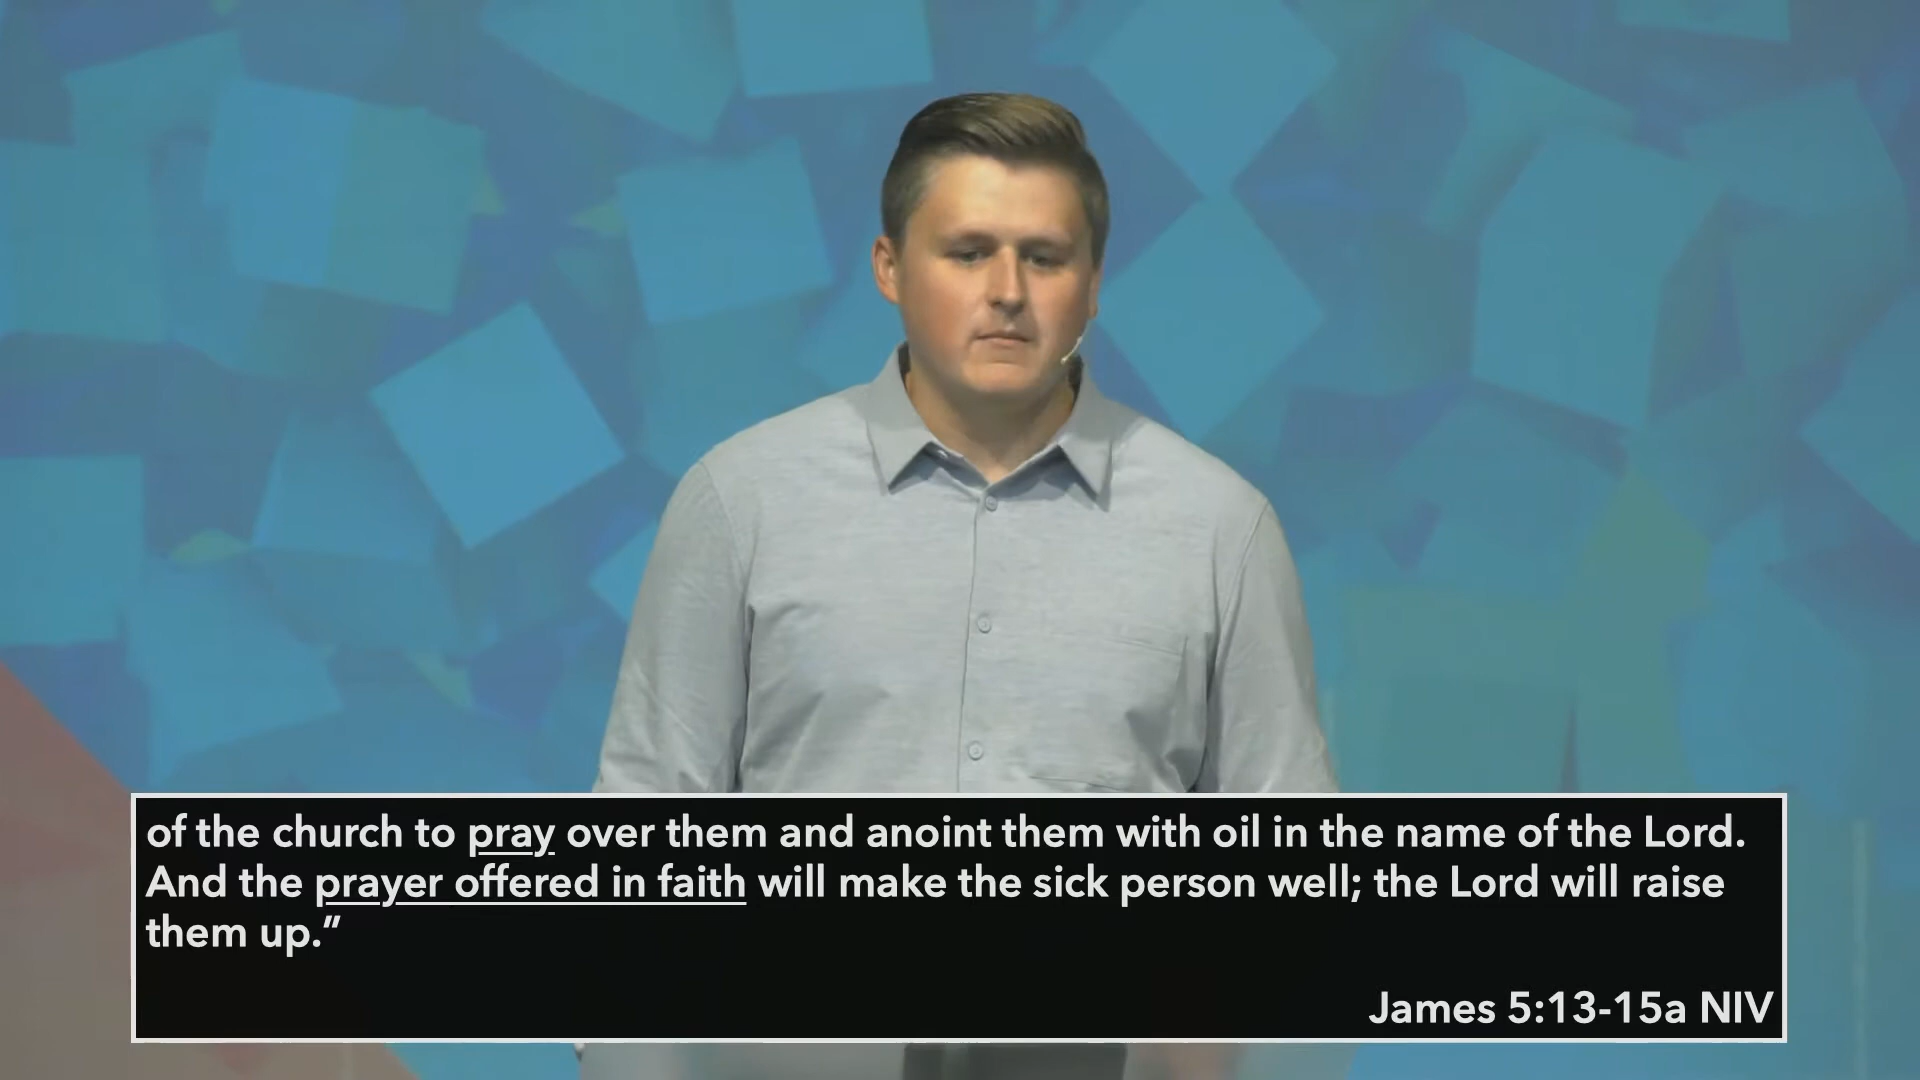 of the church to pray over them and anoint them with oil in the name of the Lord.
And the prayer offered in faith will make the sick person well; the Lord will raise
them up.”
James 5:13-15a NIV